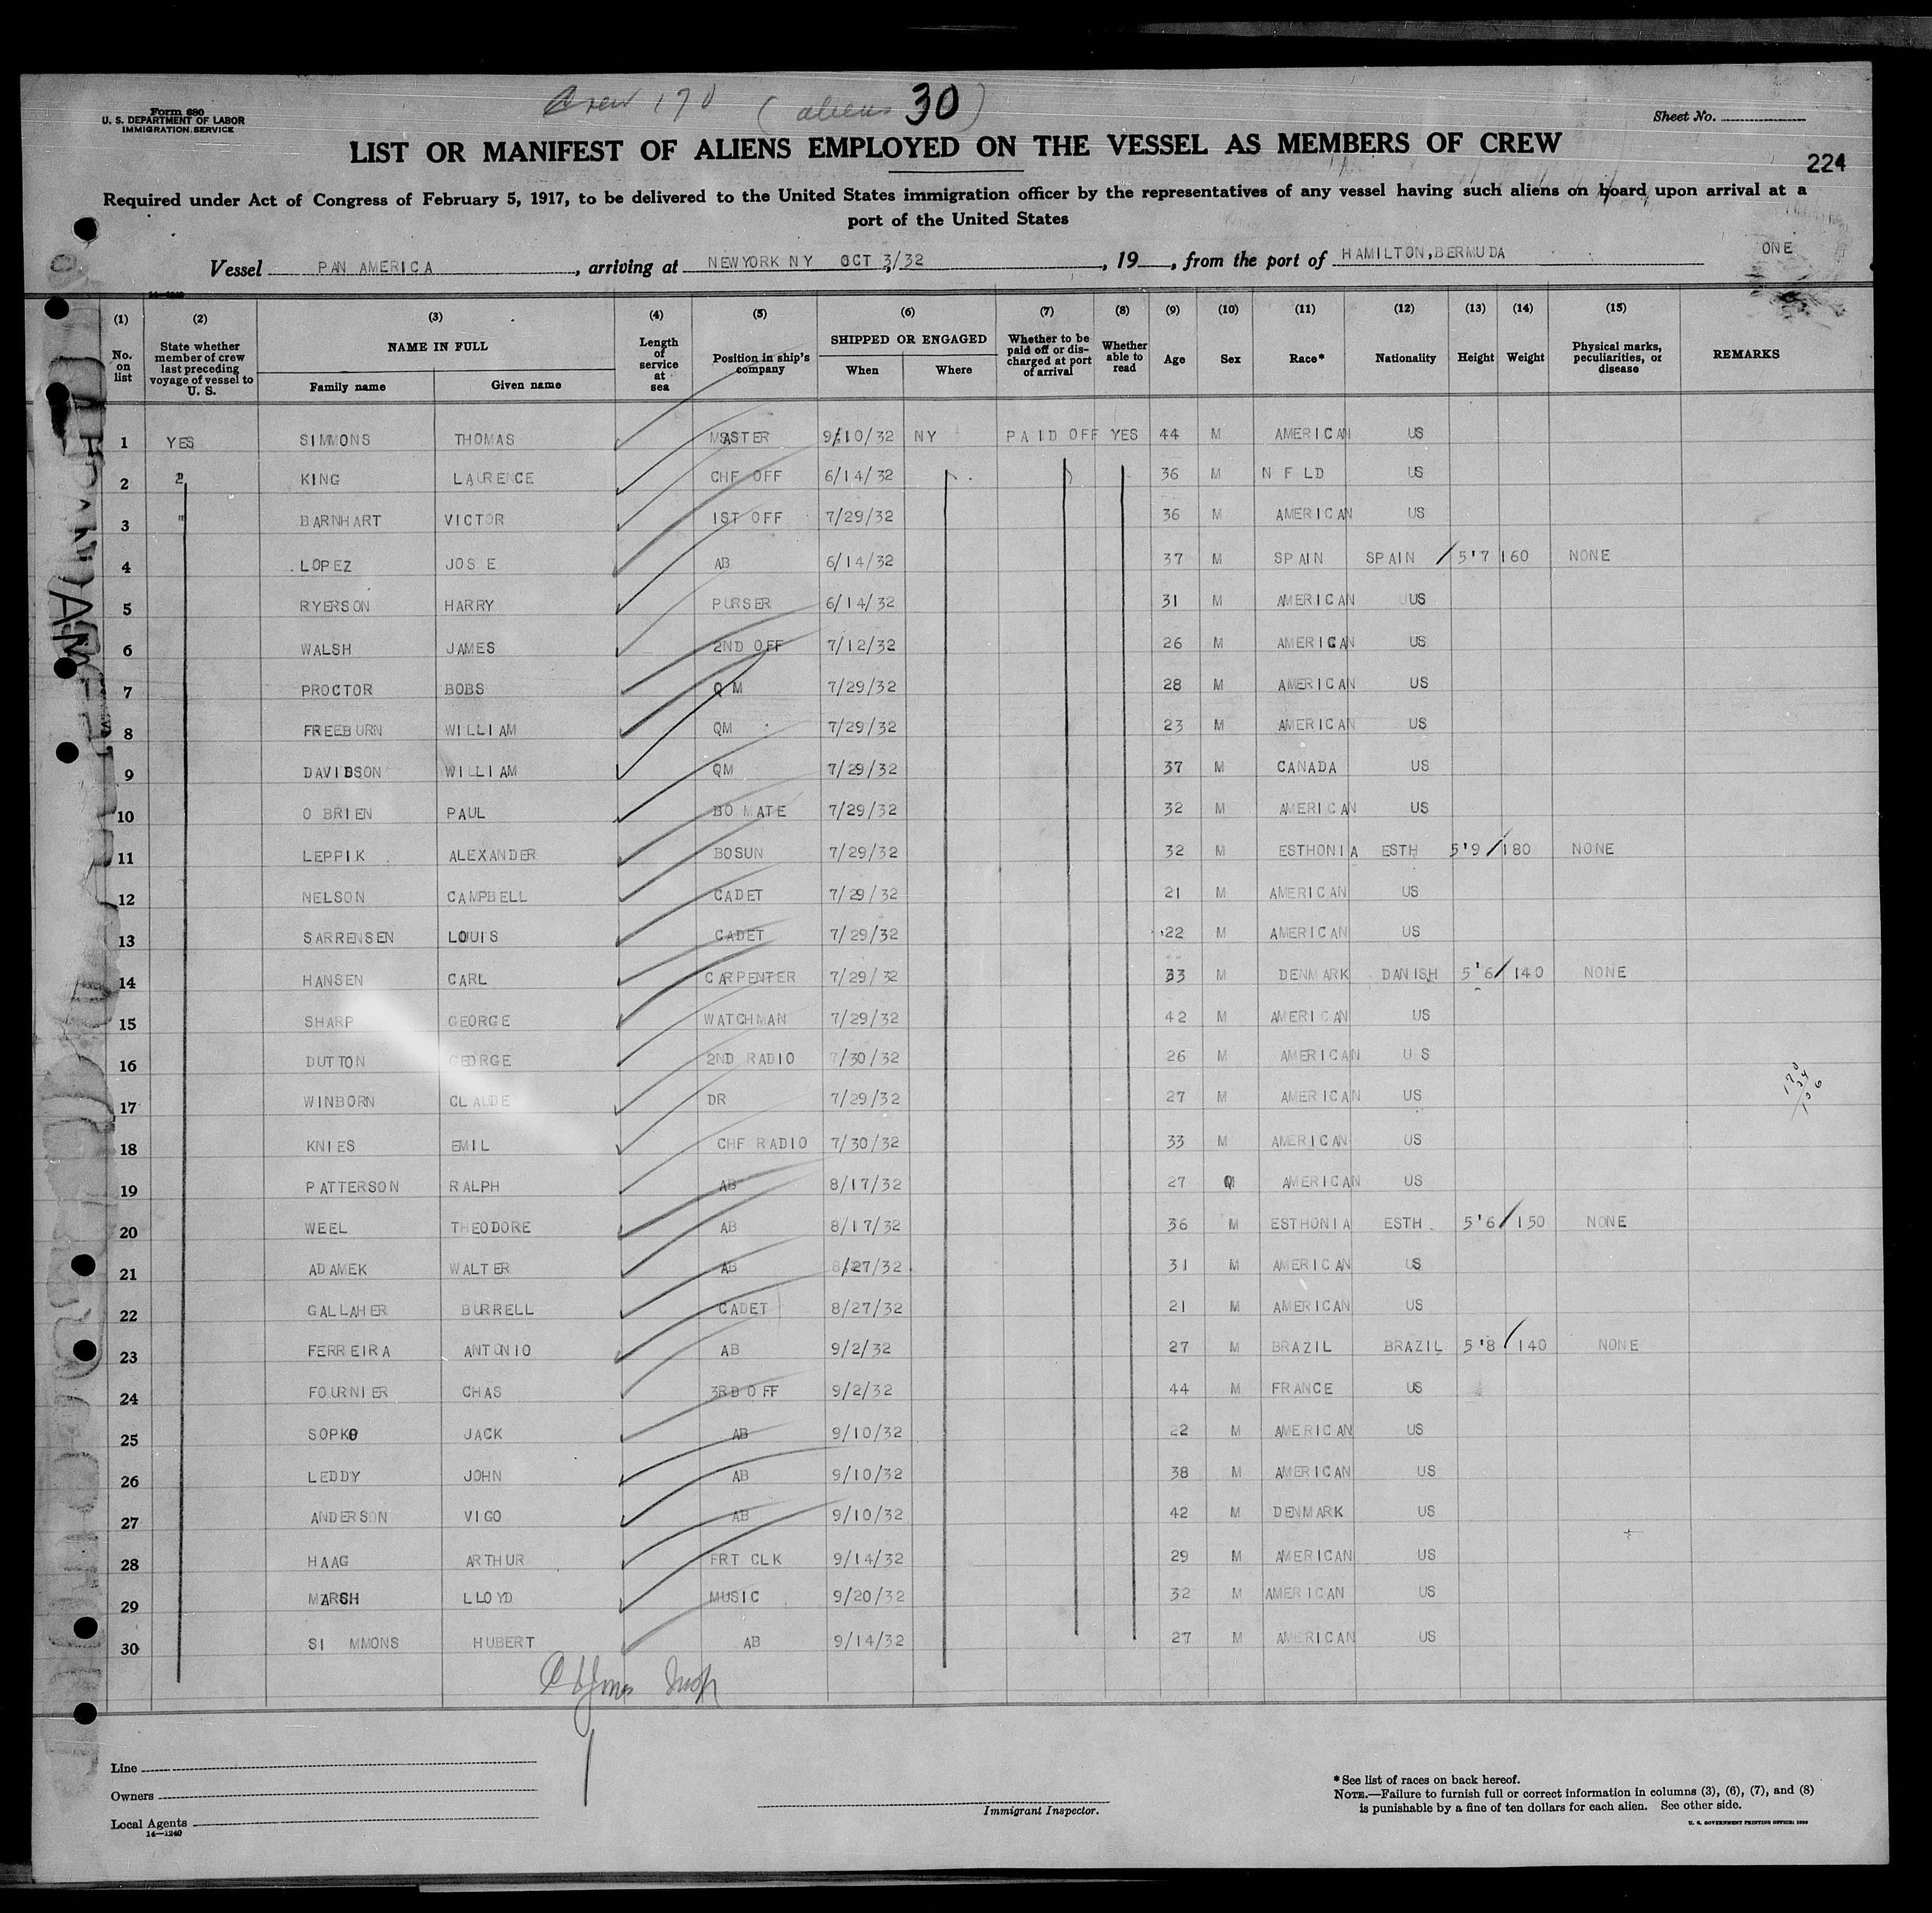 Crew 170 (aliens 30)
Form 680
U. S. DEPARTMENT OF LABOR
IMMIGRATION SERVICE
Sheet No.
LIST OR MANIFEST OF ALIENS EMPLOYED ON THE VESSEL AS MEMBERS OF CREW
224
Required under Act of Congress of February 5, 1917, to be delivered to the United States immigration officer by the representatives of any vessel having such aliens on board upon arrival at a
port of the United States
Vessel PAN AMERICA, arriving at NEWYORK NY OCT 3/32, 19, from the port of HAMILTON,BERMUDA ONE
(1) No. on list (2) State whether member of crew last preceding voyage of vessel to U. S. (3) NAME IN FULL Family name Given name (4) Length of service at sea (5) Position in ship's company (6) SHIPPED OR ENGAGED When Where (7) Whether to be paid off or discharged at port of arrival (8) Whether able to read (9) Age (10) Sex (11) Race* (12) Nationality (13) Height (14) Weight (15) Physical marks, peculiarities, or disease REMARKS
1 YES SIMMONS THOMAS MASTER 9/10/32 NY PAID OFF YES 44 M AMERICAN US
2 " KING LAURENCE CHF OFF 6/14/32 36 M N F LD US
3 " BARNHART VICTOR 1ST OFF 7/29/32 36 M AMERICAN US
4 LOPEZ JOSE AB 6/14/32 37 M SPAIN SPAIN 5'7 160 NONE
5 RYERSON HARRY PURSER 6/14/32 31 M AMERICAN US
6 WALSH JAMES 2ND OFF 7/12/32 26 M AMERICAN US
7 PROCTOR BOBS Q M 7/29/32 28 M AMERICAN US
8 FREEBURN WILLIAM QM 7/29/32 23 M AMERICAN US
9 DAVIDSON WILLIAM QM 7/29/32 37 M CANADA US
10 O BRIEN PAUL BO MATE 7/29/32 32 M AMERICAN US
11 LEPPIK ALEXANDER BOSUN 7/29/32 32 M ESTHONIA ESTH 5'9 180 NONE
12 NELSON CAMPBELL CADET 7/29/32 21 M AMERICAN US
13 SARRENSEN LOUIS CADET 7/29/32 22 M AMERICAN US
14 HANSEN CARL CARPENTER 7/29/32 33 M DENMARK DANISH 5'6 140 NONE
15 SHARP GEORGE WATCHMAN 7/29/32 42 M AMERICAN US
16 DUTTON GEORGE 2ND RADIO 7/30/32 26 M AMERICAN U S
17 WINBORN CLAUDE DR 7/29/32 27 M AMERICAN US
18 KNIES EMIL CHF RADIO 7/30/32 33 M AMERICAN US
19 PATTERSON RALPH AB 8/17/32 27 M AMERICAN US
20 WEEL THEODORE AB 8/17/32 36 M ESTHONIA ESTH 5'6 150 NONE
21 ADAMEK WALTER AB 8/27/32 31 M AMERICAN US
22 GALLAHER BURRELL CADET 8/27/32 21 M AMERICAN US
23 FERREIRA ANTONIO AB 9/2/32 27 M BRAZIL BRAZIL 5'8 140 NONE
24 FOURNIER CHAS 3RD OFF 9/2/32 44 M FRANCE US
25 SOPKO JACK AB 9/10/32 22 M AMERICAN US
26 LEDDY JOHN AB 9/10/32 38 M AMERICAN US
27 ANDERSON VIGO AB 9/10/32 42 M DENMARK US
28 HAAG ARTHUR FRT CLK 9/14/32 29 M AMERICAN US
29 MARSH LLOYD MUSIC 9/20/32 32 M AMERICAN US
30 SI MMONS HUBERT AB 9/14/32 27 M AMERICAN US
Line
Owners
Local Agents
14—1240
Immigrant Inspector.
*See list of races on back hereof.
NOTE.—Failure to furnish full or correct information in columns (3), (6), (7), and (8)
is punishable by a fine of ten dollars for each alien. See other side.
U. S. GOVERNMENT PRINTING OFFICE: 1930